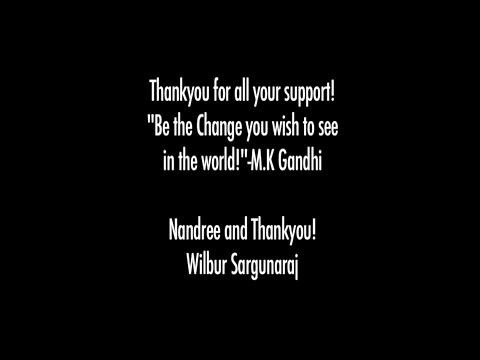 Thankyou for all your support!
"Be the Change you wish to see
in the world!"-M.K Gandhi
Nandree and Thankyou!
Wilbur Sargunaraj